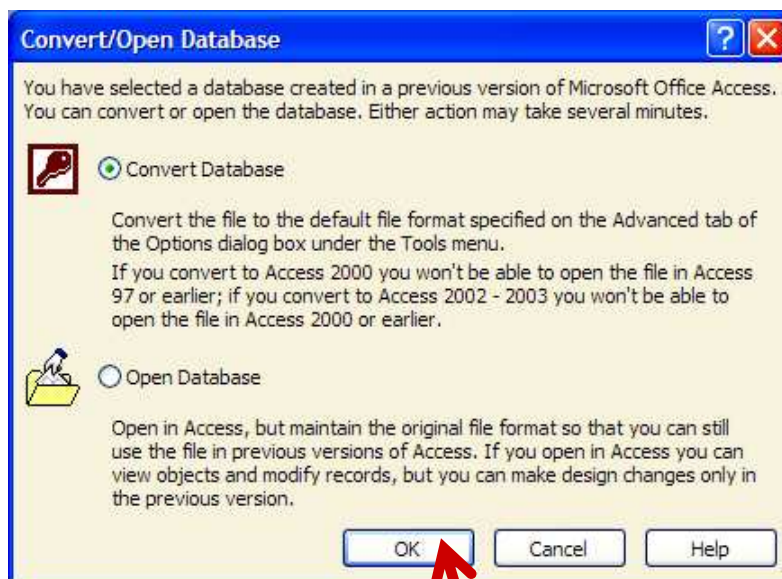 Convert/Open Database
You have selected a database created in a previous version of Microsoft Office Access.
You can convert or open the database. Either action may take several minutes.
Convert Database
Convert the file to the default file format specified on the Advanced tab of
the Options dialog box under the Tools menu.
If you convert to Access 2000 you won't be able to open the file in Access
97 or earlier; if you convert to Access 2002 - 2003 you won't be able to
open the file in Access 2000 or earlier.
Open Database
Open in Access, but maintain the original file format so that you can still
use the file in previous versions of Access. If you open in Access you can
view objects and modify records, but you can make design changes only in
the previous version.
OK Cancel Help